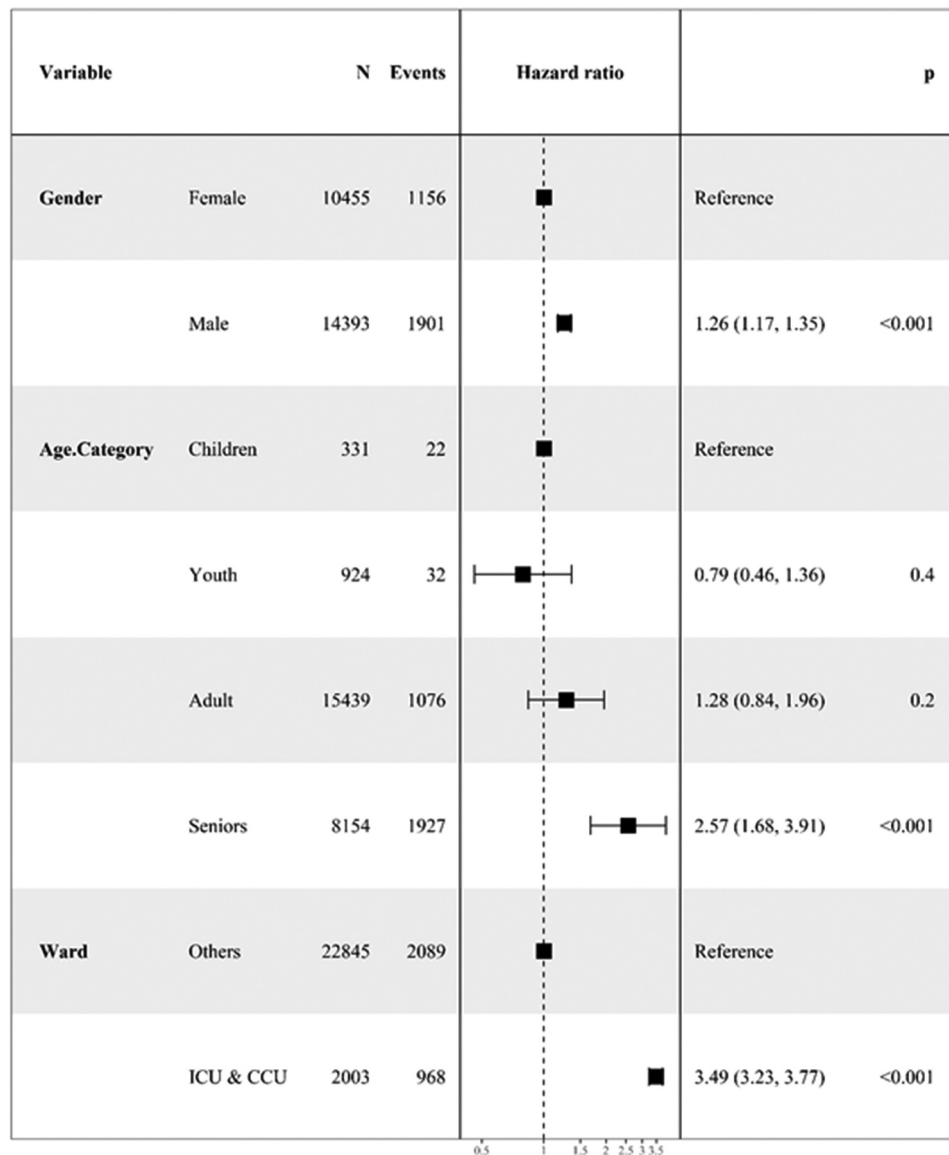 Variable N Events Hazard ratio p
Gender Female 10455 1156 Reference
Male 14393 1901 1.26 (1.17, 1.35) <0.001
Age.Category Children 331 22 Reference
Youth 924 32 0.79 (0.46, 1.36) 0.4
Adult 15439 1076 1.28 (0.84, 1.96) 0.2
Seniors 8154 1927 2.57 (1.68, 3.91) <0.001
Ward Others 22845 2089 Reference
ICU & CCU 2003 968 3.49 (3.23, 3.77) <0.001
0.5 1 1.5 2 2.5 3 3.5